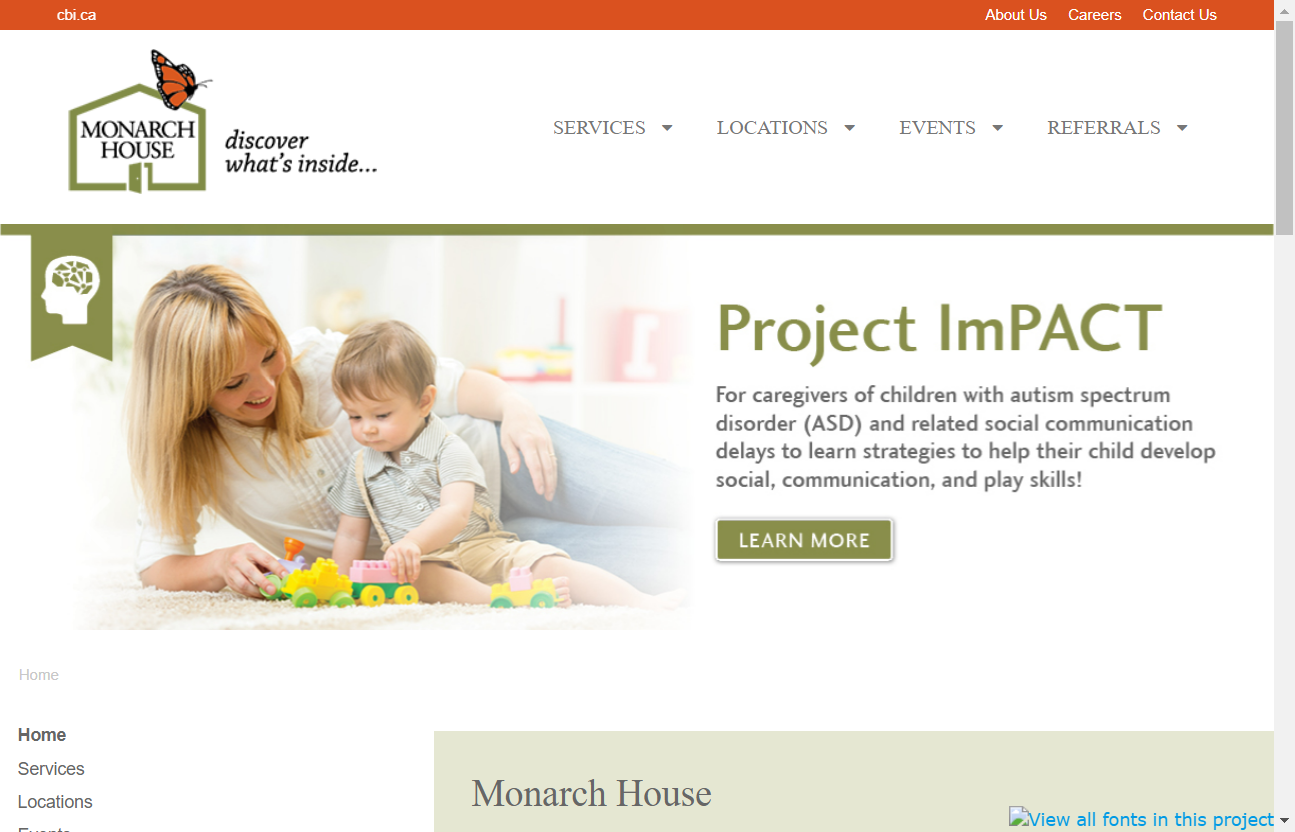 cbi.ca
About Us Careers Contact Us
MONARCH
HOUSE
discover
what's inside...
SERVICES
LOCATIONS
EVENTS
REFERRALS
Project ImPACT
For caregivers of children with autism spectrum
disorder (ASD) and related social communication
delays to learn strategies to help their child develop
social, communication, and play skills!
LEARN MORE
Home
Home
Services
Locations
Events
Monarch House
View all fonts in this project